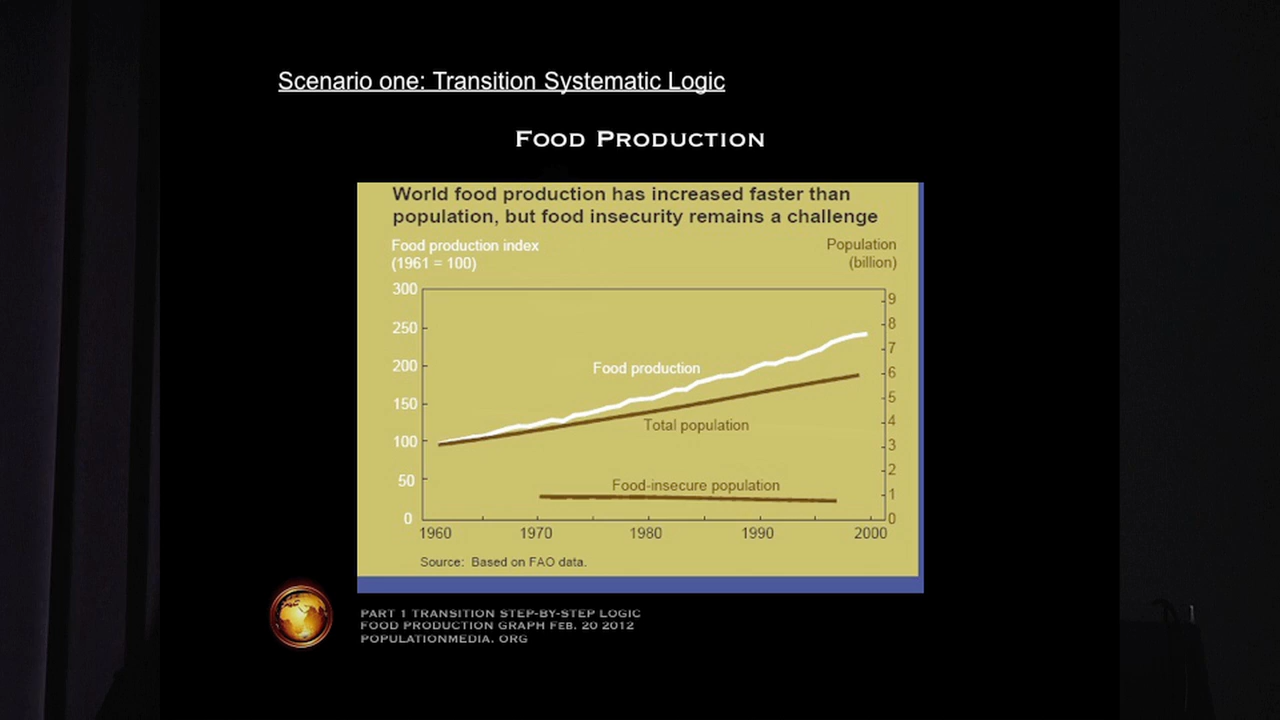 Scenario one: Transition Systematic Logic
FOOD PRODUCTION
World food production has increased faster than
population, but food insecurity remains a challenge
Food production index
(1961 = 100)
Population
(billion)
300
250
200
150
100
50
0
9
8
7
6
5
4
3
2
1
0
Food production
Total population
Food-insecure population
1960 1970 1980 1990 2000
Source: Based on FAO data.
PART 1 TRANSITION STEP-BY-STEP LOGIC
FOOD PRODUCTION GRAPH FEB. 20 2012
POPULATIONMEDIA. ORG